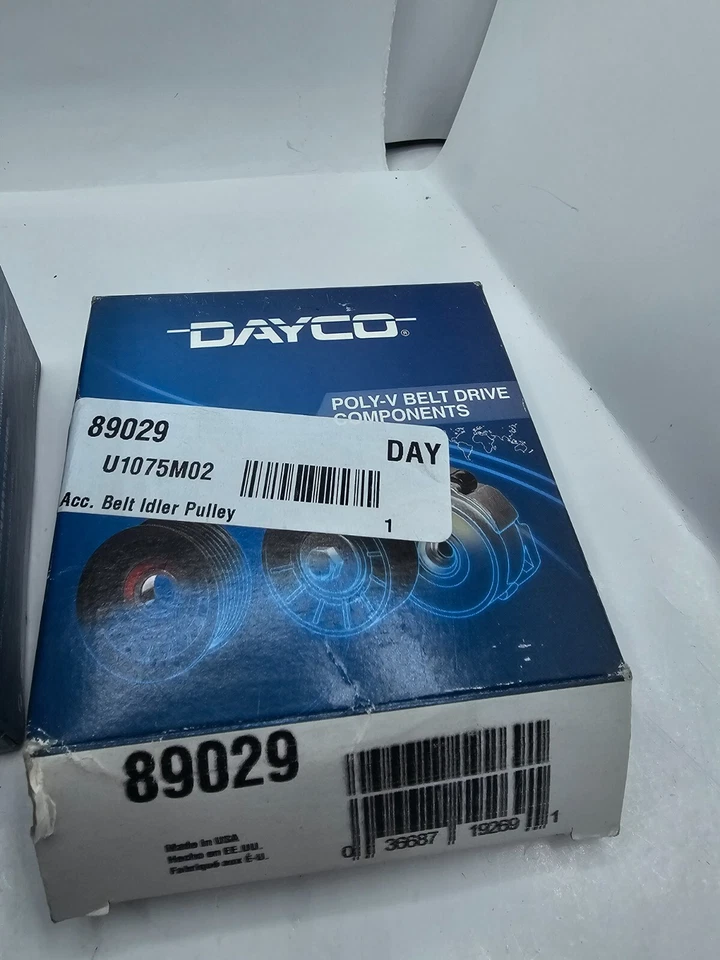 DAYCO®
POLY-V BELT DRIVE
COMPONENTS
89029
DAY
U1075M02
Acc. Belt Idler Pulley
1
89029
Made in USA
Hecho en EE.UU.
Fabriqué aux É-U.
0 36687 19269 1